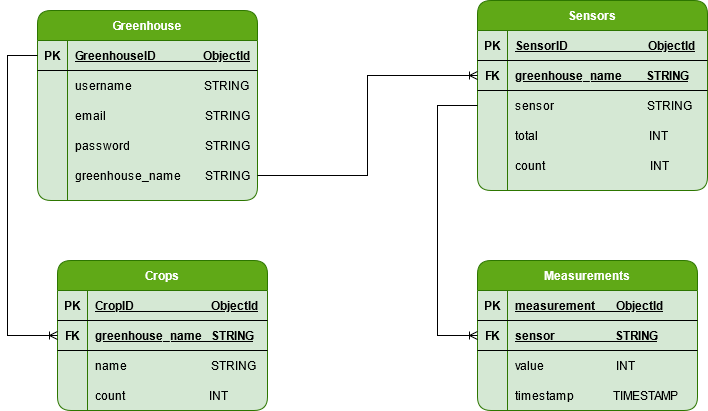 Greenhouse
PK GreenhouseID ObjectId
username STRING
email STRING
password STRING
greenhouse_name STRING
Sensors
PK SensorID ObjectId
FK greenhouse_name STRING
sensor STRING
total INT
count INT
Crops
PK CropID ObjectId
FK greenhouse_name STRING
name STRING
count INT
Measurements
PK measurement ObjectId
FK sensor STRING
value INT
timestamp TIMESTAMP